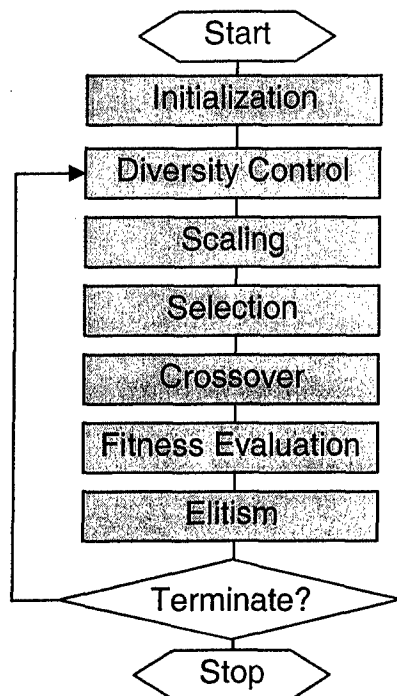 Start
Initialization
Diversity Control
Scaling
Selection
Crossover
Fitness Evaluation
Elitism
Terminate?
Stop